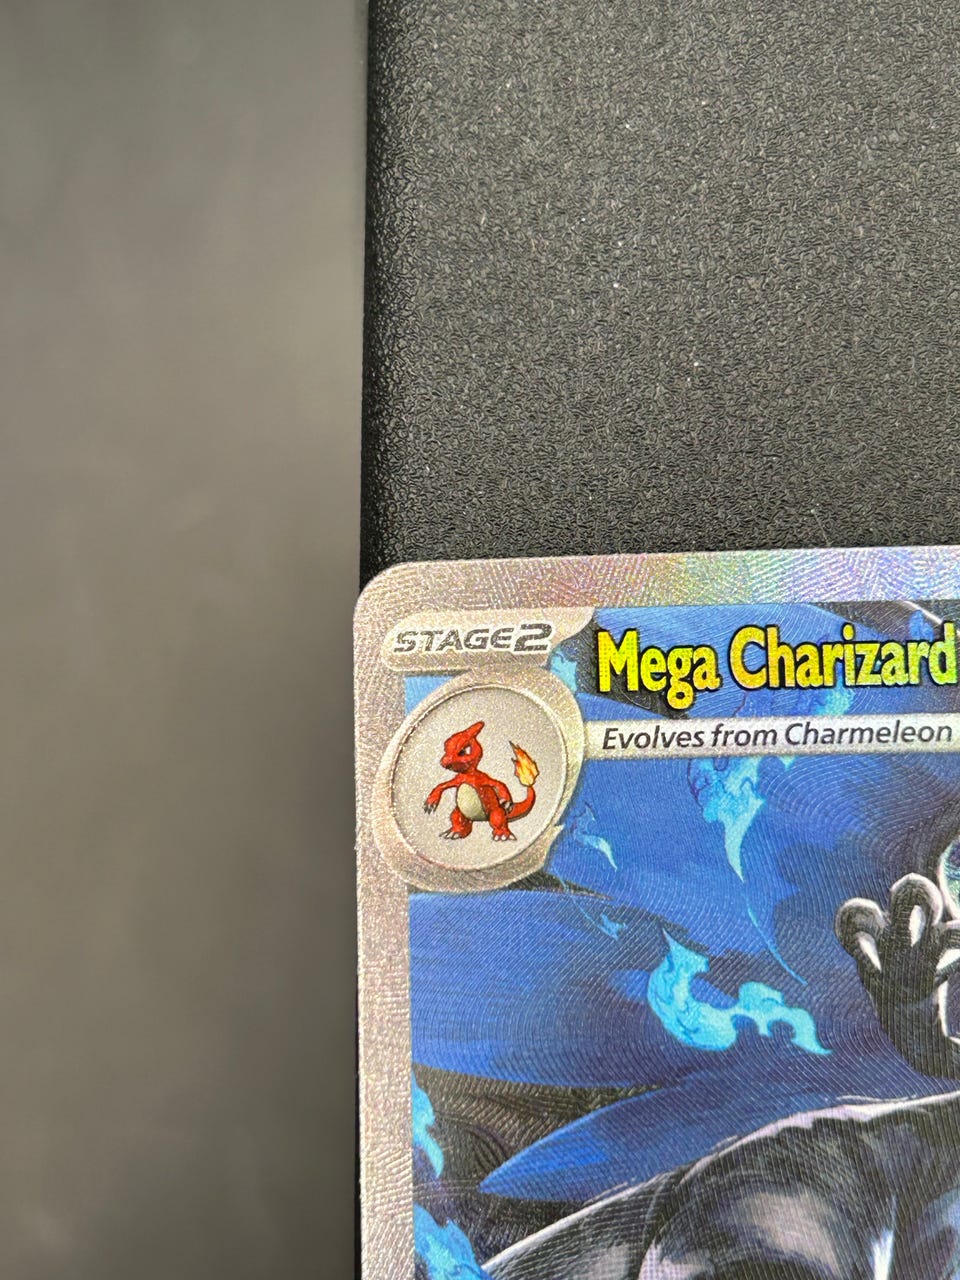 STAGE2
Mega Charizard
Evolves from Charmeleon